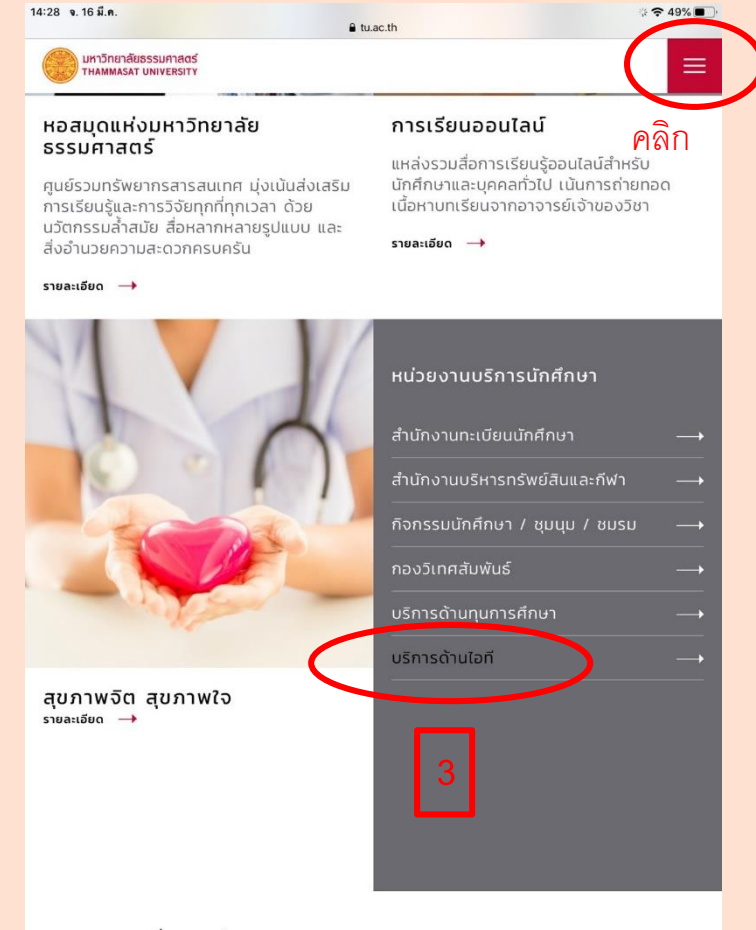 14:28 จ. 16 มี.ค.
tu.ac.th
49%
มหาวิทยาลัยธรรมศาสตร์
THAMMASAT UNIVERSITY
คลิก
หอสมุดแห่งมหาวิทยาลัย
ธรรมศาสตร์
ศูนย์รวมทรัพยากรสารสนเทศ มุ่งเน้นส่งเสริม
การเรียนรู้และการวิจัยทุกที่ทุกเวลา ด้วย
นวัตกรรมล้ำสมัย สื่อหลากหลายรูปแบบ และ
สิ่งอำนวยความสะดวกครบครัน
รายละเอียด
การเรียนออนไลน์
แหล่งรวมสื่อการเรียนรู้ออนไลน์สำหรับ
นักศึกษาและบุคคลทั่วไป เน้นการถ่ายทอด
เนื้อหาบทเรียนจากอาจารย์เจ้าของวิชา
รายละเอียด
หน่วยงานบริการนักศึกษา
สำนักงานทะเบียนนักศึกษา
สำนักงานบริหารทรัพย์สินและกีฬา
กิจกรรมนักศึกษา / ชุมนุม / ชมรม
กองวิเทศสัมพันธ์
บริการด้านทุนการศึกษา
บริการด้านไอที
3
สุขภาพจิต สุขภาพใจ
รายละเอียด